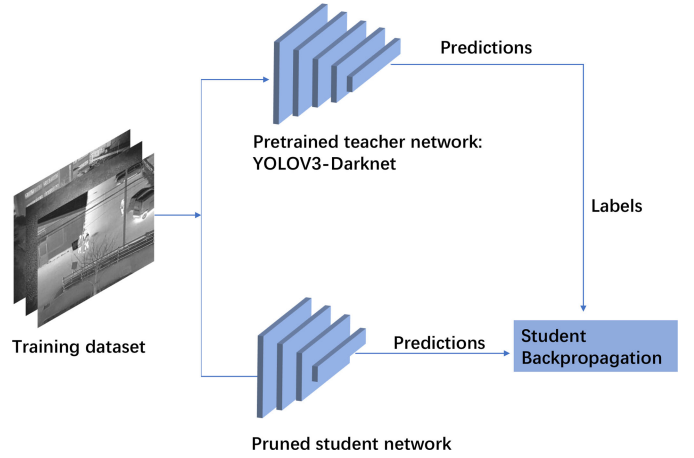 Predictions
Pretrained teacher network:
YOLOV3-Darknet
Labels
Training dataset
Predictions
Student
Backpropagation
Pruned student network